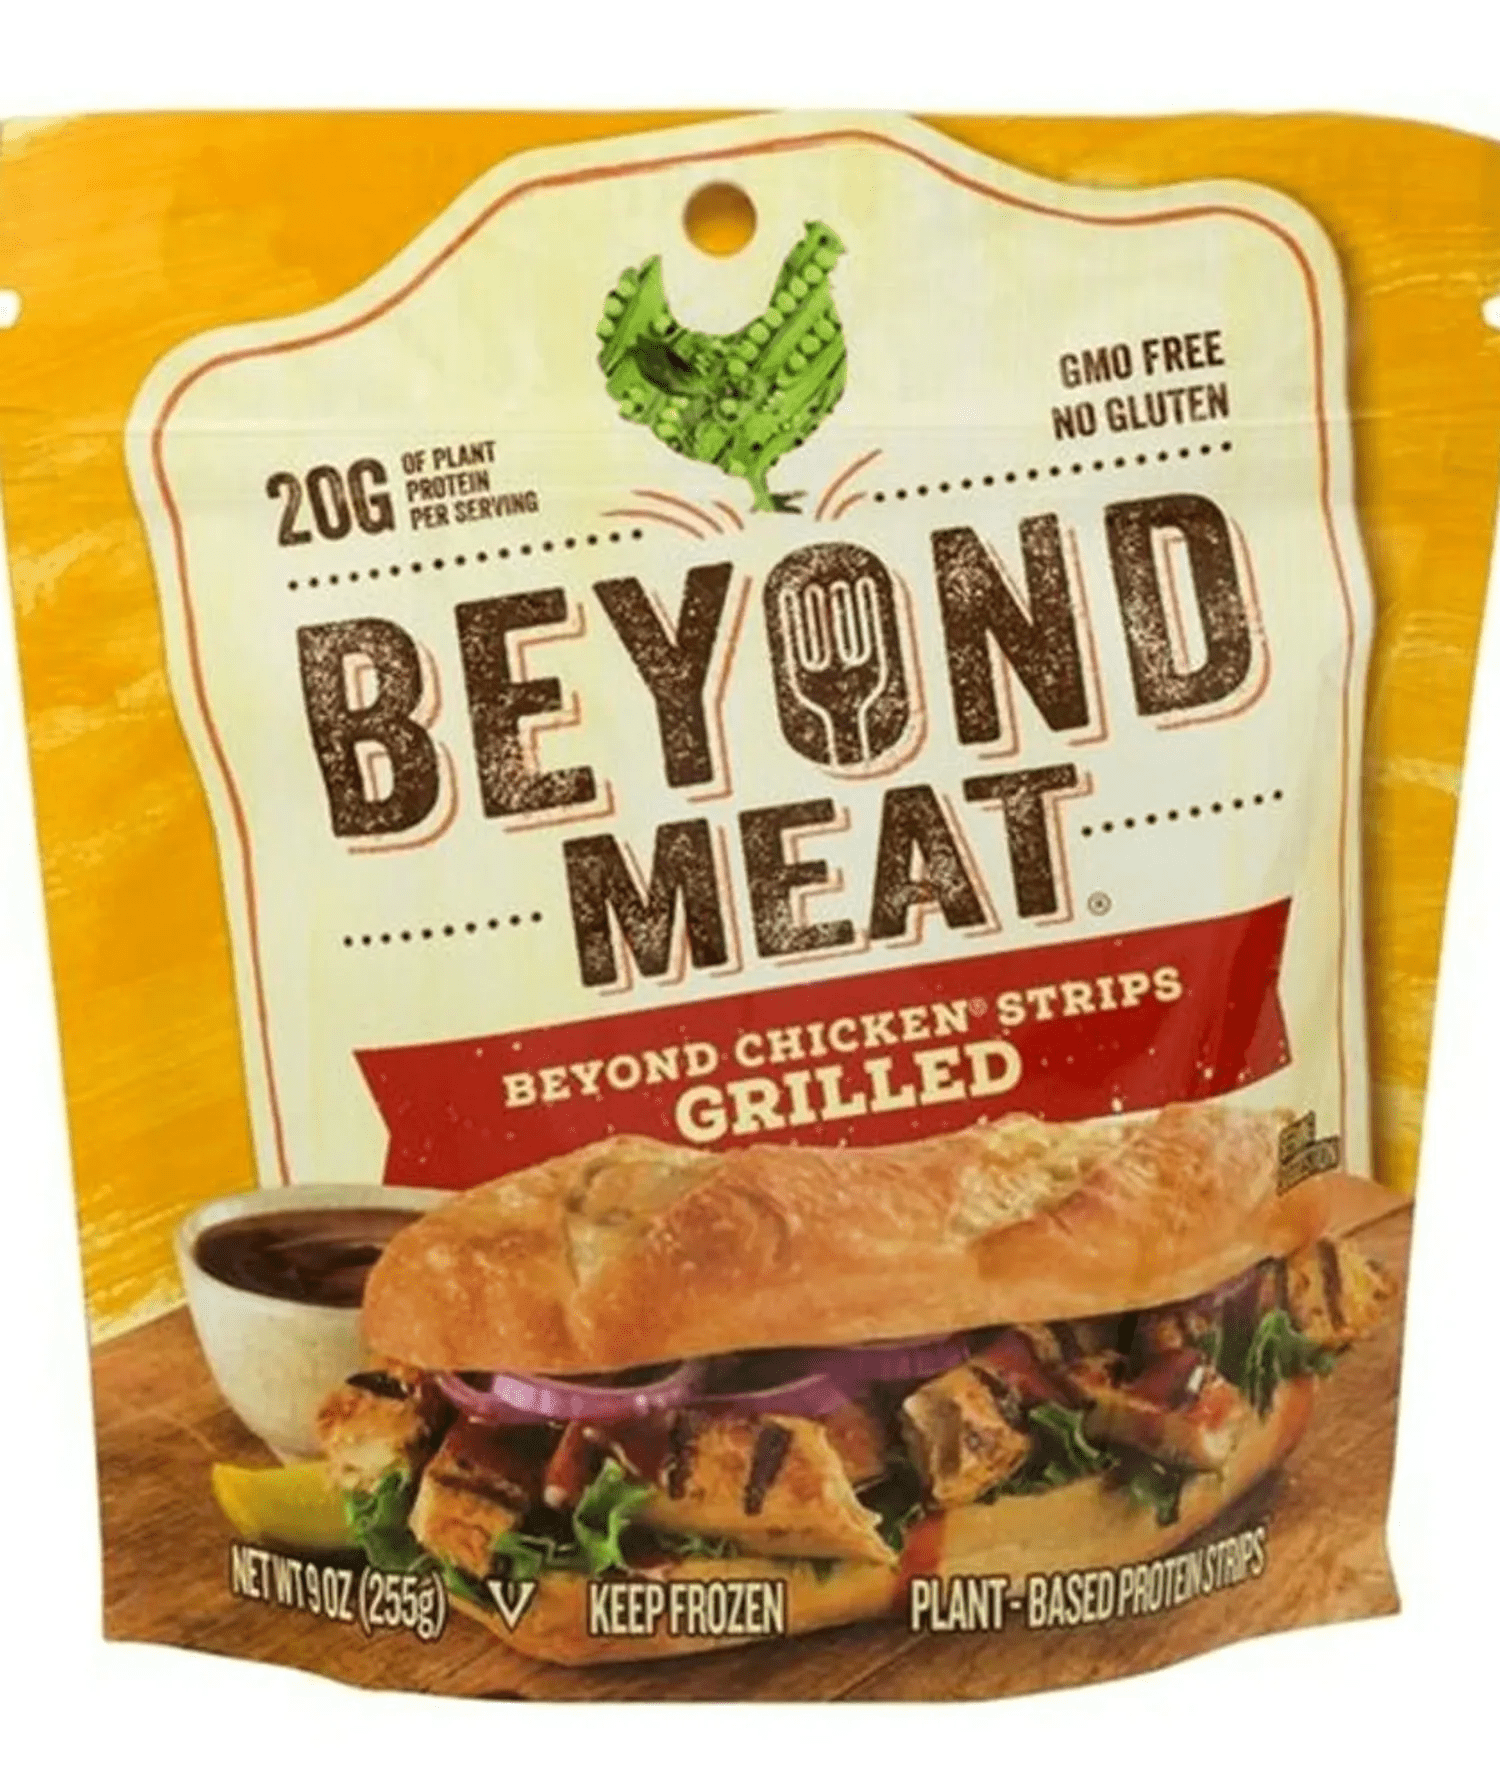 GMO FREE
NO GLUTEN
20G OF PLANT
PROTEIN
PER SERVING
BEYOND
MEAT®
BEYOND CHICKEN® STRIPS
GRILLED
NET WT 9 OZ (255g)
V
KEEP FROZEN
PLANT-BASED PROTEIN STRIPS